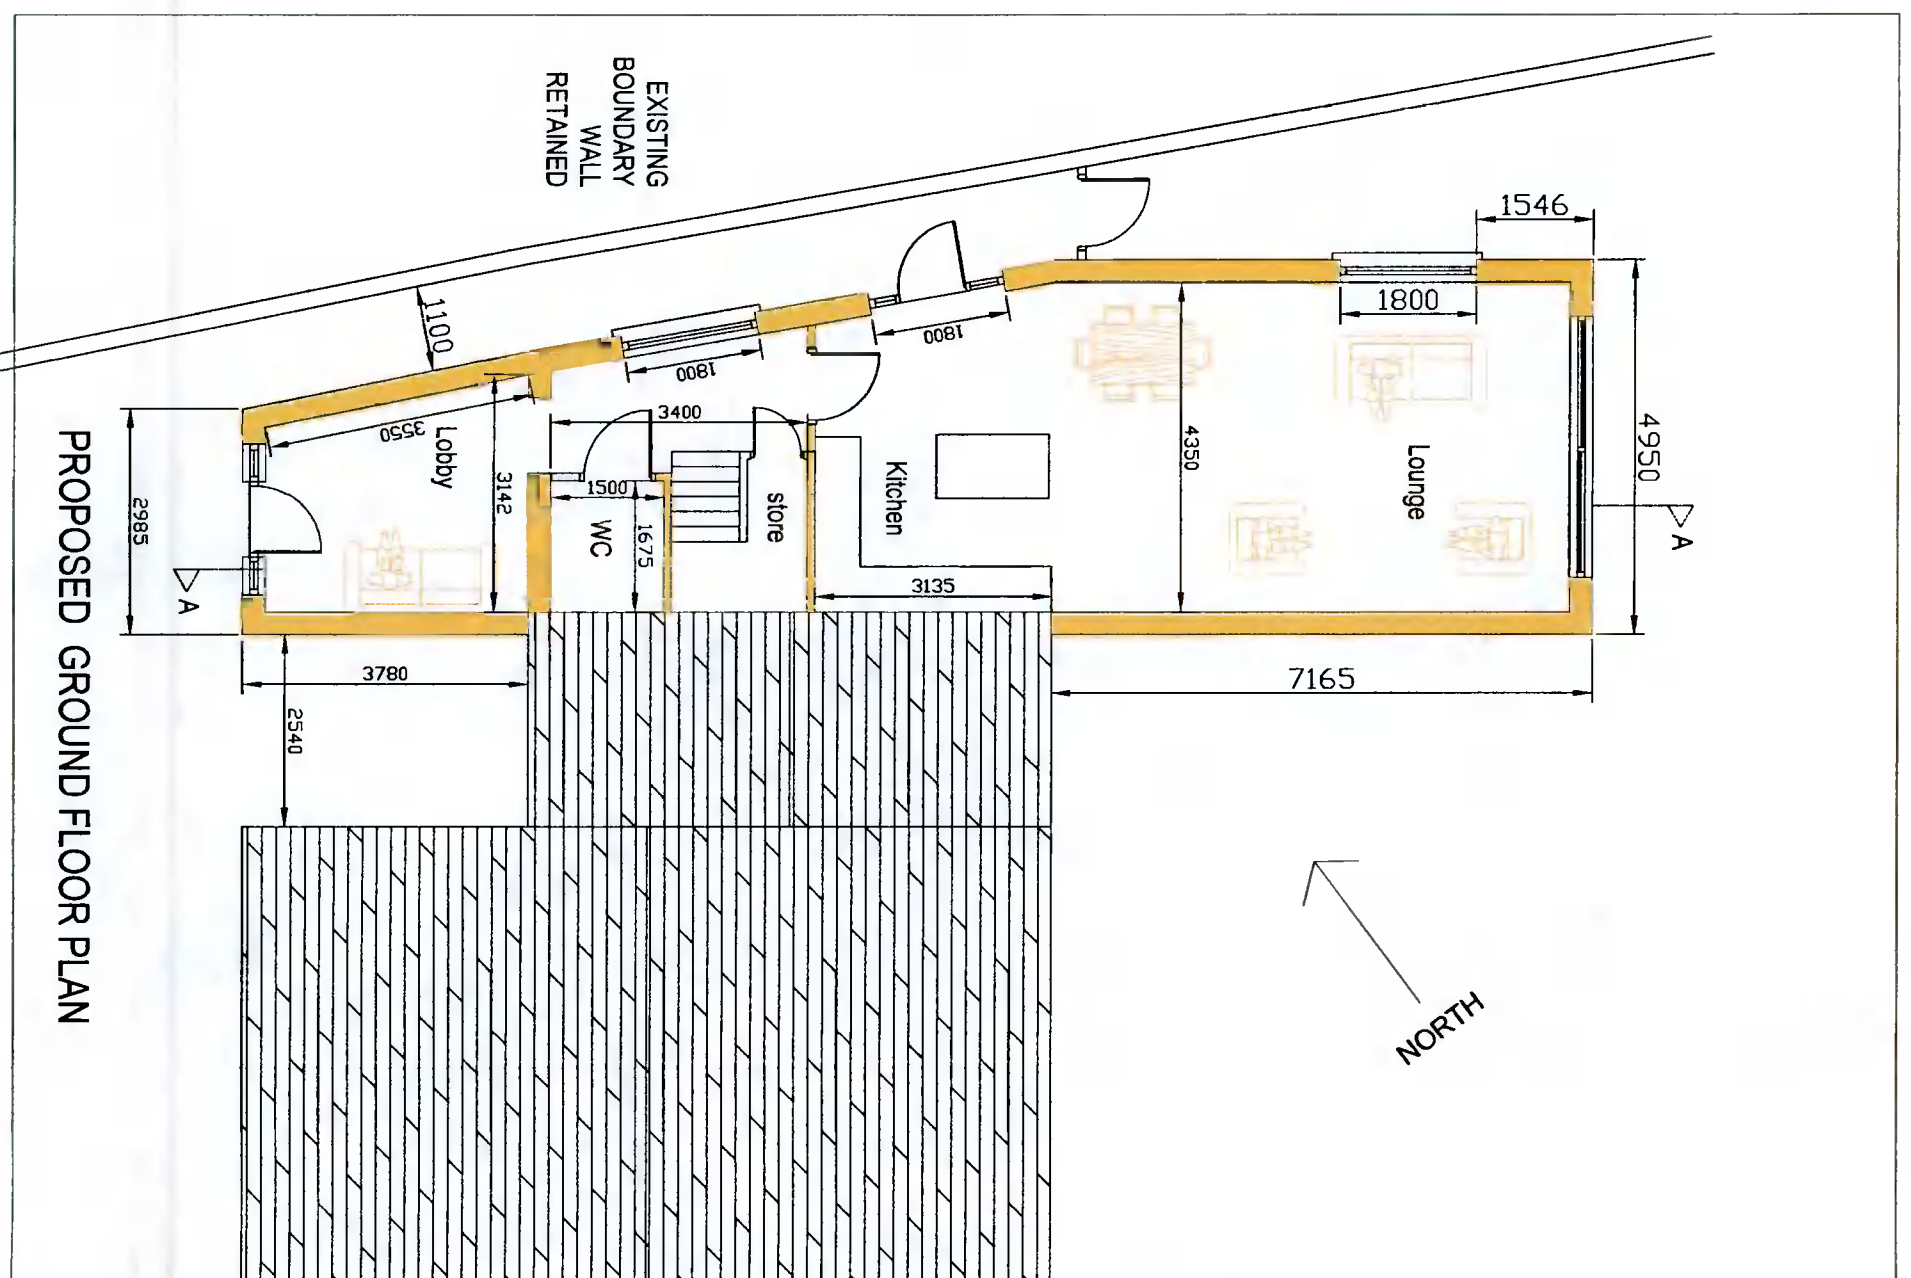 EXISTING
BOUNDARY
WALL
RETAINED
1546
1800
4950
1100
1800
1800
3400
3550
Lobby
3142
4350
Lounge
Kitchen
store
1500
WC
1675
3135
A
A
2985
3780
2540
7165
PROPOSED GROUND FLOOR PLAN
NORTH